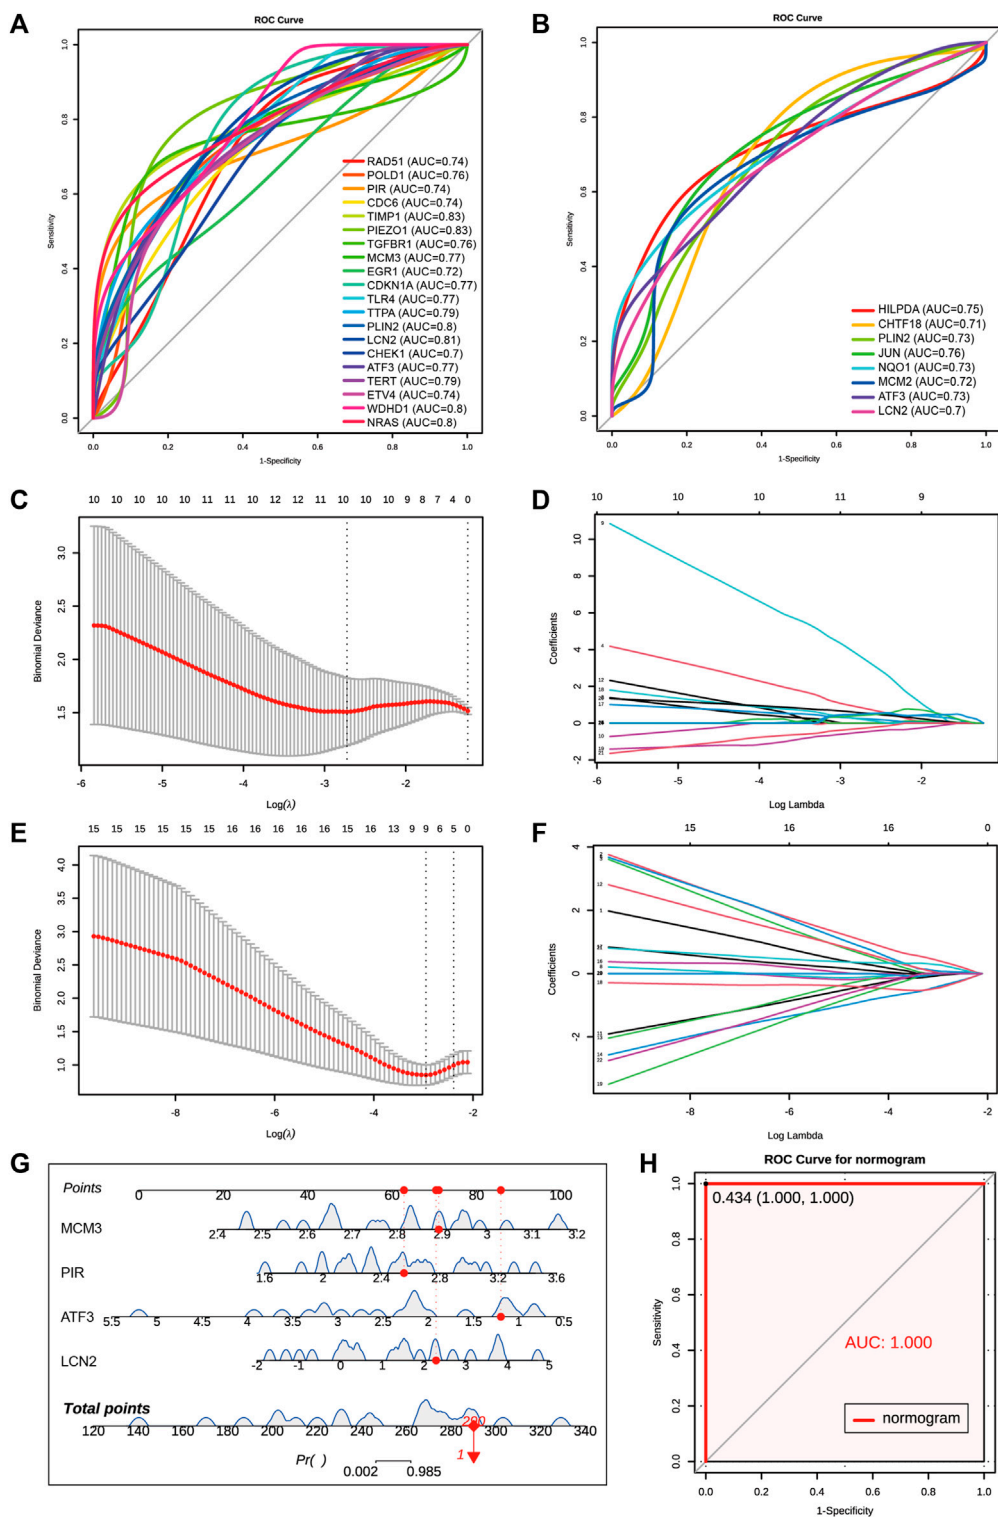 A
ROC Curve
Sensitivity
1.0
0.8
0.6
0.4
0.2
0.0
RAD51 (AUC=0.74)
POLD1 (AUC=0.76)
PIR (AUC=0.74)
CDC6 (AUC=0.74)
TIMP1 (AUC=0.83)
PIEZO1 (AUC=0.83)
TGFBR1 (AUC=0.76)
MCM3 (AUC=0.77)
EGR1 (AUC=0.72)
CDKN1A (AUC=0.77)
TLR4 (AUC=0.77)
TTPA (AUC=0.79)
PLIN2 (AUC=0.8)
LCN2 (AUC=0.81)
CHEK1 (AUC=0.7)
ATF3 (AUC=0.77)
TERT (AUC=0.79)
ETV4 (AUC=0.74)
WDHD1 (AUC=0.8)
NRAS (AUC=0.8)
0.0 0.2 0.4 0.6 0.8 1.0
1-Specificity
B
ROC Curve
Sensitivity
1.0
0.8
0.6
0.4
0.2
0.0
HILPDA (AUC=0.75)
CHTF18 (AUC=0.71)
PLIN2 (AUC=0.73)
JUN (AUC=0.76)
NQO1 (AUC=0.73)
MCM2 (AUC=0.72)
ATF3 (AUC=0.73)
LCN2 (AUC=0.7)
0.0 0.2 0.4 0.6 0.8 1.0
1-Specificity
C
10 10 10 10 10 11 11 10 12 12 11 10 10 10 9 8 7 4 0
Binomial Deviance
3.0
2.5
2.0
1.5
-6 -5 -4 -3 -2
Log(λ)
D
10 10 10 11 9
Coefficients
10
8
6
4
2
0
-2
9
4
12
18
17
10
19
21
-6 -5 -4 -3 -2
Log Lambda
E
15 15 15 15 15 15 16 16 16 16 16 15 16 13 9 9 6 5 0
Binomial Deviance
4.0
3.5
3.0
2.5
2.0
1.5
1.0
-8 -6 -4 -2
Log(λ)
F
15 16 16 0
Coefficients
4
2
0
-2
12
1
16
8
18
11
13
14
22
19
-8 -6 -4 -2
Log Lambda
G
Points
0 20 40 60 80 100
MCM3
2.4 2.5 2.6 2.7 2.8 2.9 3 3.1 3.2
PIR
1.6 2 2.4 2.8 3.2 3.6
ATF3
5.5 5 4.5 4 3.5 3 2.5 2 1.5 1 0.5
LCN2
-2 -1 0 1 2 3 4 5
Total points
290
120 140 160 180 200 220 240 260 280 300 320 340
Pr( )
1
0.002 0.985
H
ROC Curve for normogram
Sensitivity
1.0
0.8
0.6
0.4
0.2
0.0
0.434 (1.000, 1.000)
AUC: 1.000
normogram
0.0 0.2 0.4 0.6 0.8 1.0
1-Specificity